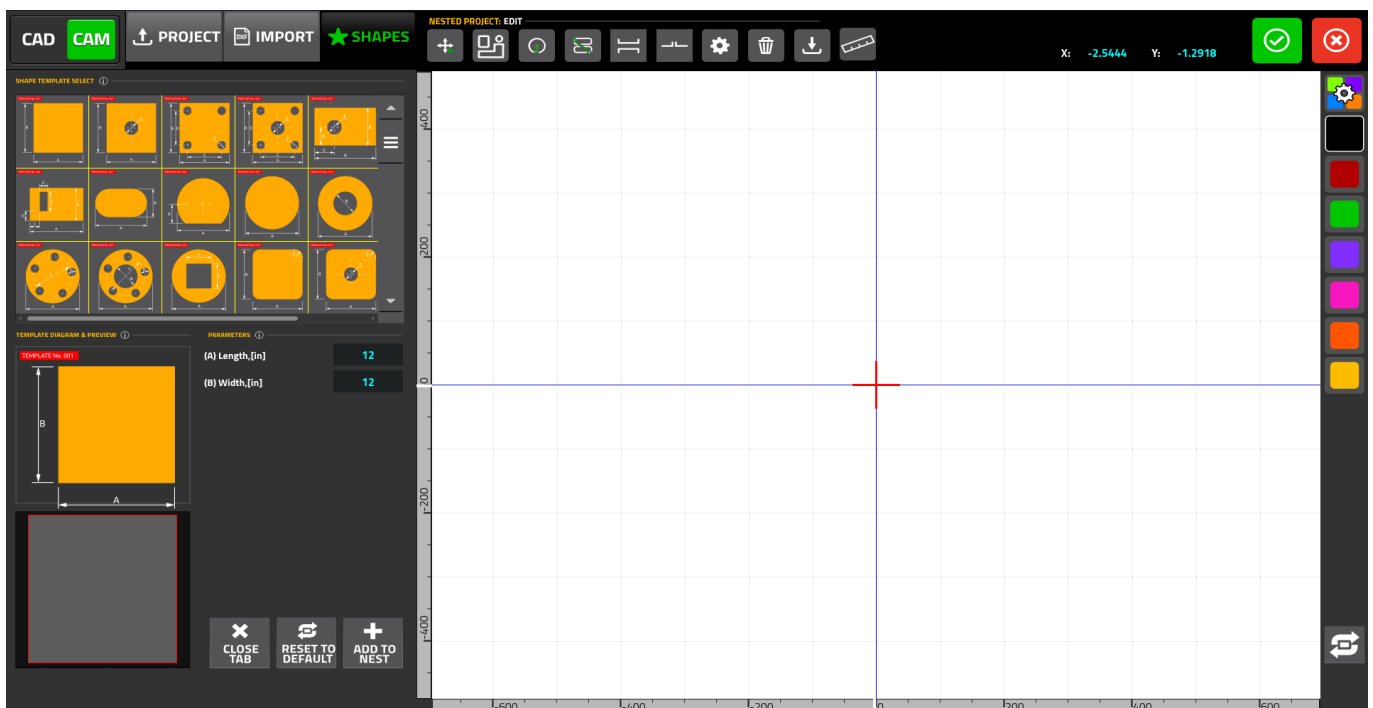 CAD
CAM
PROJECT
DXF
IMPORT
SHAPES
NESTED PROJECT: EDIT
X: -2.5444 Y: -1.2918
SHAPE TEMPLATE SELECT
TEMPLATE DIAGRAM & PREVIEW
PARAMETERS
TEMPLATE No. 001
(A) Length,[in] 12
(B) Width,[in] 12
B
A
CLOSE TAB
RESET TO DEFAULT
ADD TO NEST
400
200
0
-200
-400
-600
-400
-200
0
200
400
600